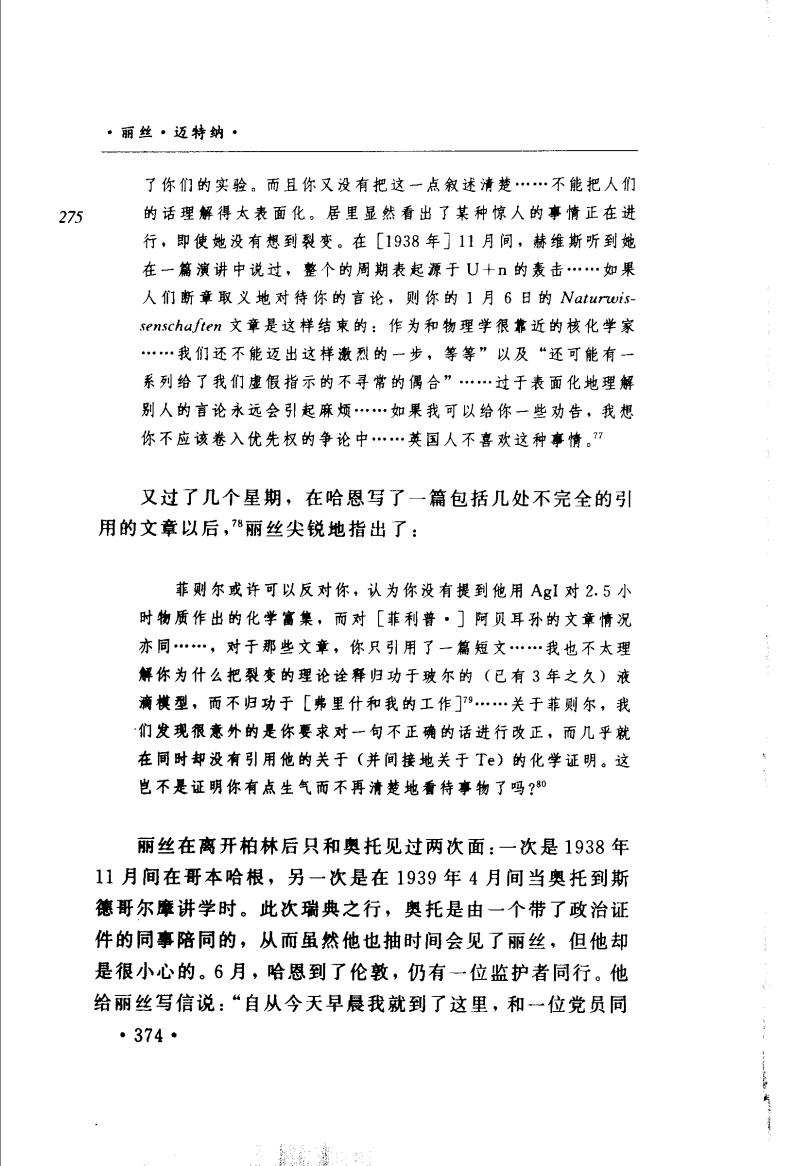 ·丽丝·迈特纳·
了你们的实验。而且你又没有把这一点叙述清楚……不能把人们
275
的话理解得太表面化。居里显然看出了某种惊人的事情正在进
行，即使她没有想到裂变。在［1938年］11月间，赫维斯听到她
在一篇演讲中说过，整个的周期表起源于U+n的轰击……如果
人们断章取义地对待你的言论，则你的1月6日的Naturwis-
senschaften文章是这样结束的：作为和物理学很靠近的核化学家
……我们还不能迈出这样激烈的一步，等等”以及“还可能有一
系列给了我们虚假指示的不寻常的偶合”……过于表面化地理解
别人的言论永远会引起麻烦……如果我可以给你一些劝告，我想
你不应该卷入优先权的争论中……英国人不喜欢这种事情。77
又过了几个星期，在哈恩写了一篇包括几处不完全的引
用的文章以后，78丽丝尖锐地指出了：
菲则尔或许可以反对你，认为你没有提到他用AgI对2.5小
时物质作出的化学富集，而对［菲利普·］阿贝耳孙的文章情况
亦同……，对于那些文章，你只引用了一篇短文……我也不太理
解你为什么把裂变的理论诠释归功于玻尔的（已有3年之久）液
滴模型，而不归功于［弗里什和我的工作］79……关于菲则尔，我
们发现很意外的是你要求对一句不正确的话进行改正，而几乎就
在同时却没有引用他的关于（并间接地关于Te）的化学证明。这
岂不是证明你有点生气而不再清楚地看待事物了吗？80
丽丝在离开柏林后只和奥托见过两次面：一次是1938年
11月间在哥本哈根，另一次是在1939年4月间当奥托到斯
德哥尔摩讲学时。此次瑞典之行，奥托是由一个带了政治证
件的同事陪同的，从而虽然他也抽时间会见了丽丝，但他却
是很小心的。6月，哈恩到了伦敦，仍有一位监护者同行。他
给丽丝写信说：“自从今天早晨我就到了这里，和一位党员同
·374·